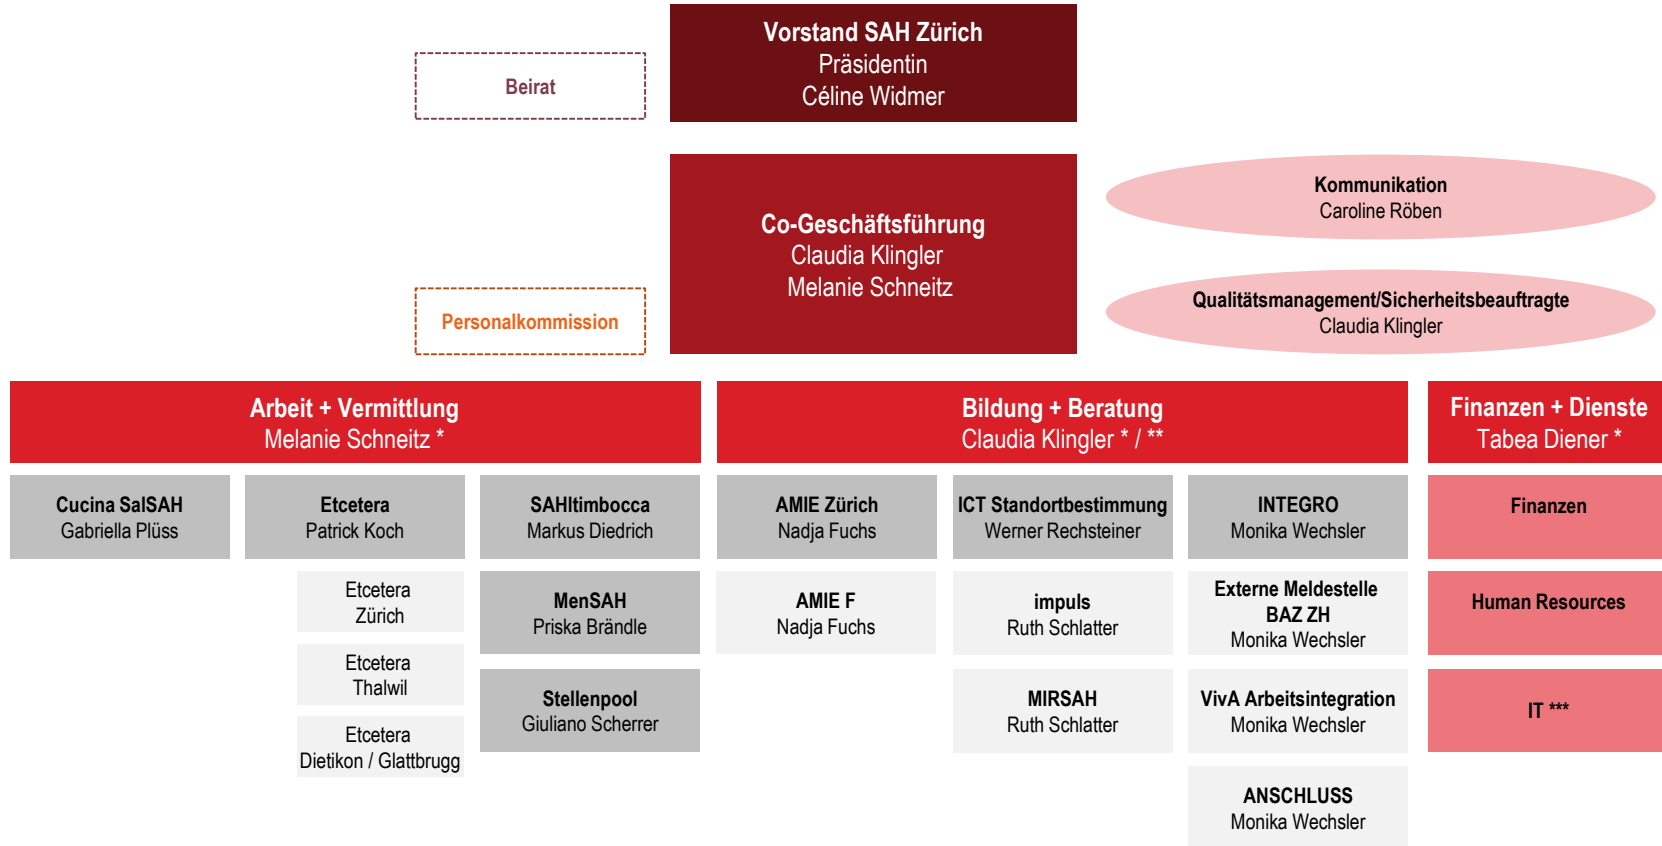 Vorstand SAH Zürich
Präsidentin
Céline Widmer
Beirat
Co-Geschäftsführung
Claudia Klingler
Melanie Schneitz
Kommunikation
Caroline Röben
Qualitätsmanagement/Sicherheitsbeauftragte
Claudia Klingler
Personalkommission
Arbeit + Vermittlung
Melanie Schneitz *
Bildung + Beratung
Claudia Klingler * / **
Finanzen + Dienste
Tabea Diener *
Cucina SalSAH
Gabriella Plüss
Etcetera
Patrick Koch
SAHltimbocca
Markus Diedrich
AMIE Zürich
Nadja Fuchs
ICT Standortbestimmung
Werner Rechsteiner
INTEGRO
Monika Wechsler
Finanzen
Etcetera
Zürich
MenSAH
Priska Brändle
AMIE F
Nadja Fuchs
impuls
Ruth Schlatter
Externe Meldestelle
BAZ ZH
Monika Wechsler
Human Resources
Etcetera
Thalwil
Stellenpool
Giuliano Scherrer
MIRSAH
Ruth Schlatter
VivA Arbeitsintegration
Monika Wechsler
IT ***
Etcetera
Dietikon / Glattbrugg
ANSCHLUSS
Monika Wechsler